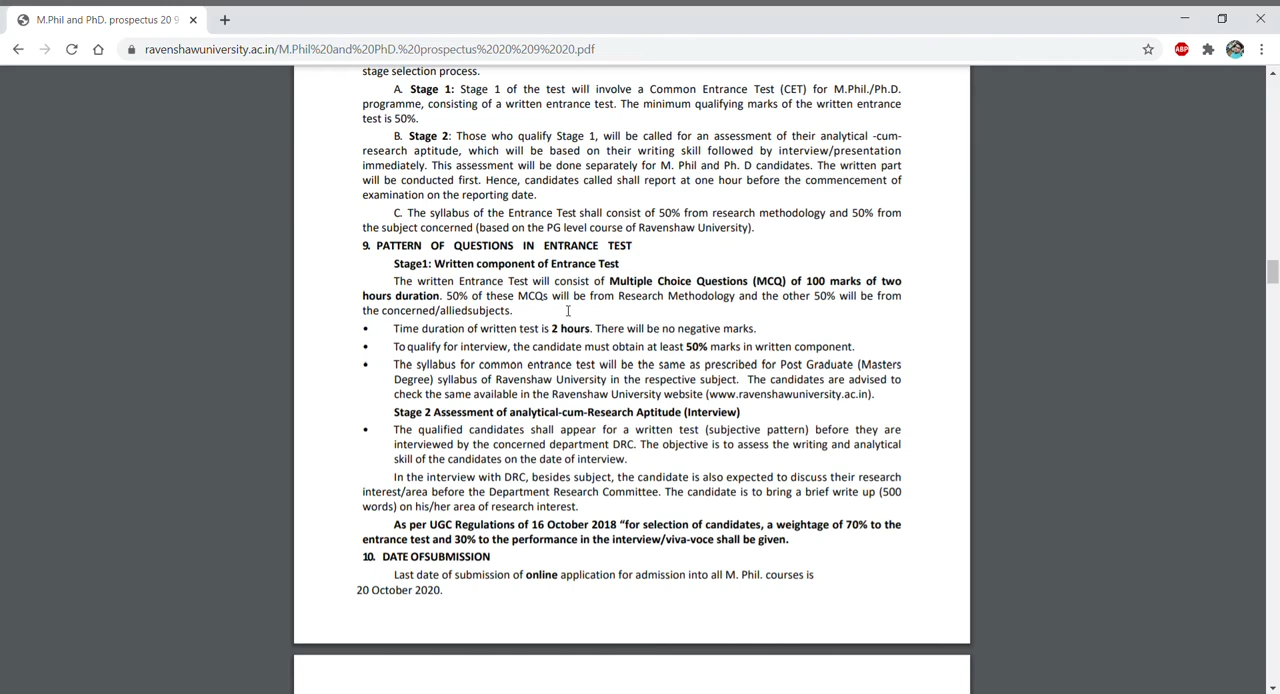 M.Phil and PhD. prospectus 20 9
ravenshawuniversity.ac.in/M.Phil%20and%20PhD.%20prospectus%2020%209%2020.pdf
ABP
stage selection process.
A. Stage 1: Stage 1 of the test will involve a Common Entrance Test (CET) for M.Phil./Ph.D.
programme, consisting of a written entrance test. The minimum qualifying marks of the written entrance
test is 50%.
B. Stage 2: Those who qualify Stage 1, will be called for an assessment of their analytical -cum-
research aptitude, which will be based on their writing skill followed by interview/presentation
immediately. This assessment will be done separately for M. Phil and Ph. D candidates. The written part
will be conducted first. Hence, candidates called shall report at one hour before the commencement of
examination on the reporting date.
C. The syllabus of the Entrance Test shall consist of 50% from research methodology and 50% from
the subject concerned (based on the PG level course of Ravenshaw University).
9. PATTERN OF QUESTIONS IN ENTRANCE TEST
Stage1: Written component of Entrance Test
The written Entrance Test will consist of Multiple Choice Questions (MCQ) of 100 marks of two
hours duration. 50% of these MCQs will be from Research Methodology and the other 50% will be from
the concerned/alliedsubjects.
• Time duration of written test is 2 hours. There will be no negative marks.
• To qualify for interview, the candidate must obtain at least 50% marks in written component.
• The syllabus for common entrance test will be the same as prescribed for Post Graduate (Masters
Degree) syllabus of Ravenshaw University in the respective subject. The candidates are advised to
check the same available in the Ravenshaw University website (www.ravenshawuniversity.ac.in).
Stage 2 Assessment of analytical-cum-Research Aptitude (Interview)
• The qualified candidates shall appear for a written test (subjective pattern) before they are
interviewed by the concerned department DRC. The objective is to assess the writing and analytical
skill of the candidates on the date of interview.
In the interview with DRC, besides subject, the candidate is also expected to discuss their research
interest/area before the Department Research Committee. The candidate is to bring a brief write up (500
words) on his/her area of research interest.
As per UGC Regulations of 16 October 2018 “for selection of candidates, a weightage of 70% to the
entrance test and 30% to the performance in the interview/viva-voce shall be given.
10. DATE OFSUBMISSION
Last date of submission of online application for admission into all M. Phil. courses is
20 October 2020.